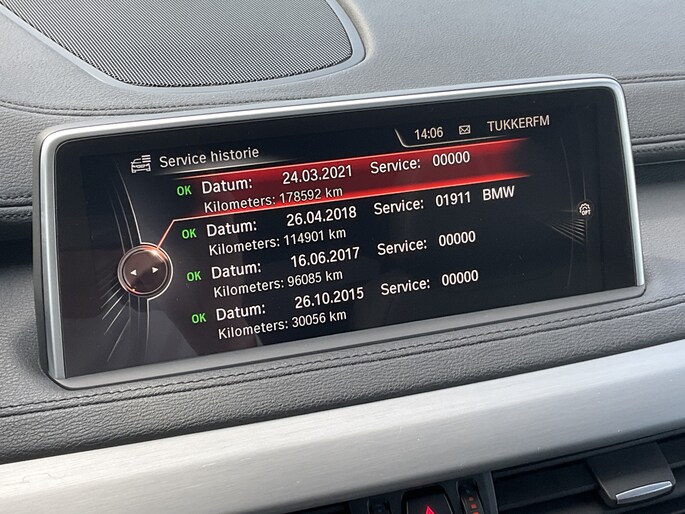 14:06 TUKKERFM
Service historie
OK Datum: 24.03.2021 Service: 00000
Kilometers: 178592 km
OK Datum: 26.04.2018 Service: 01911 BMW
Kilometers: 114901 km
OK Datum: 16.06.2017 Service: 00000
Kilometers: 96085 km
OK Datum: 26.10.2015 Service: 00000
Kilometers: 30056 km
OFF